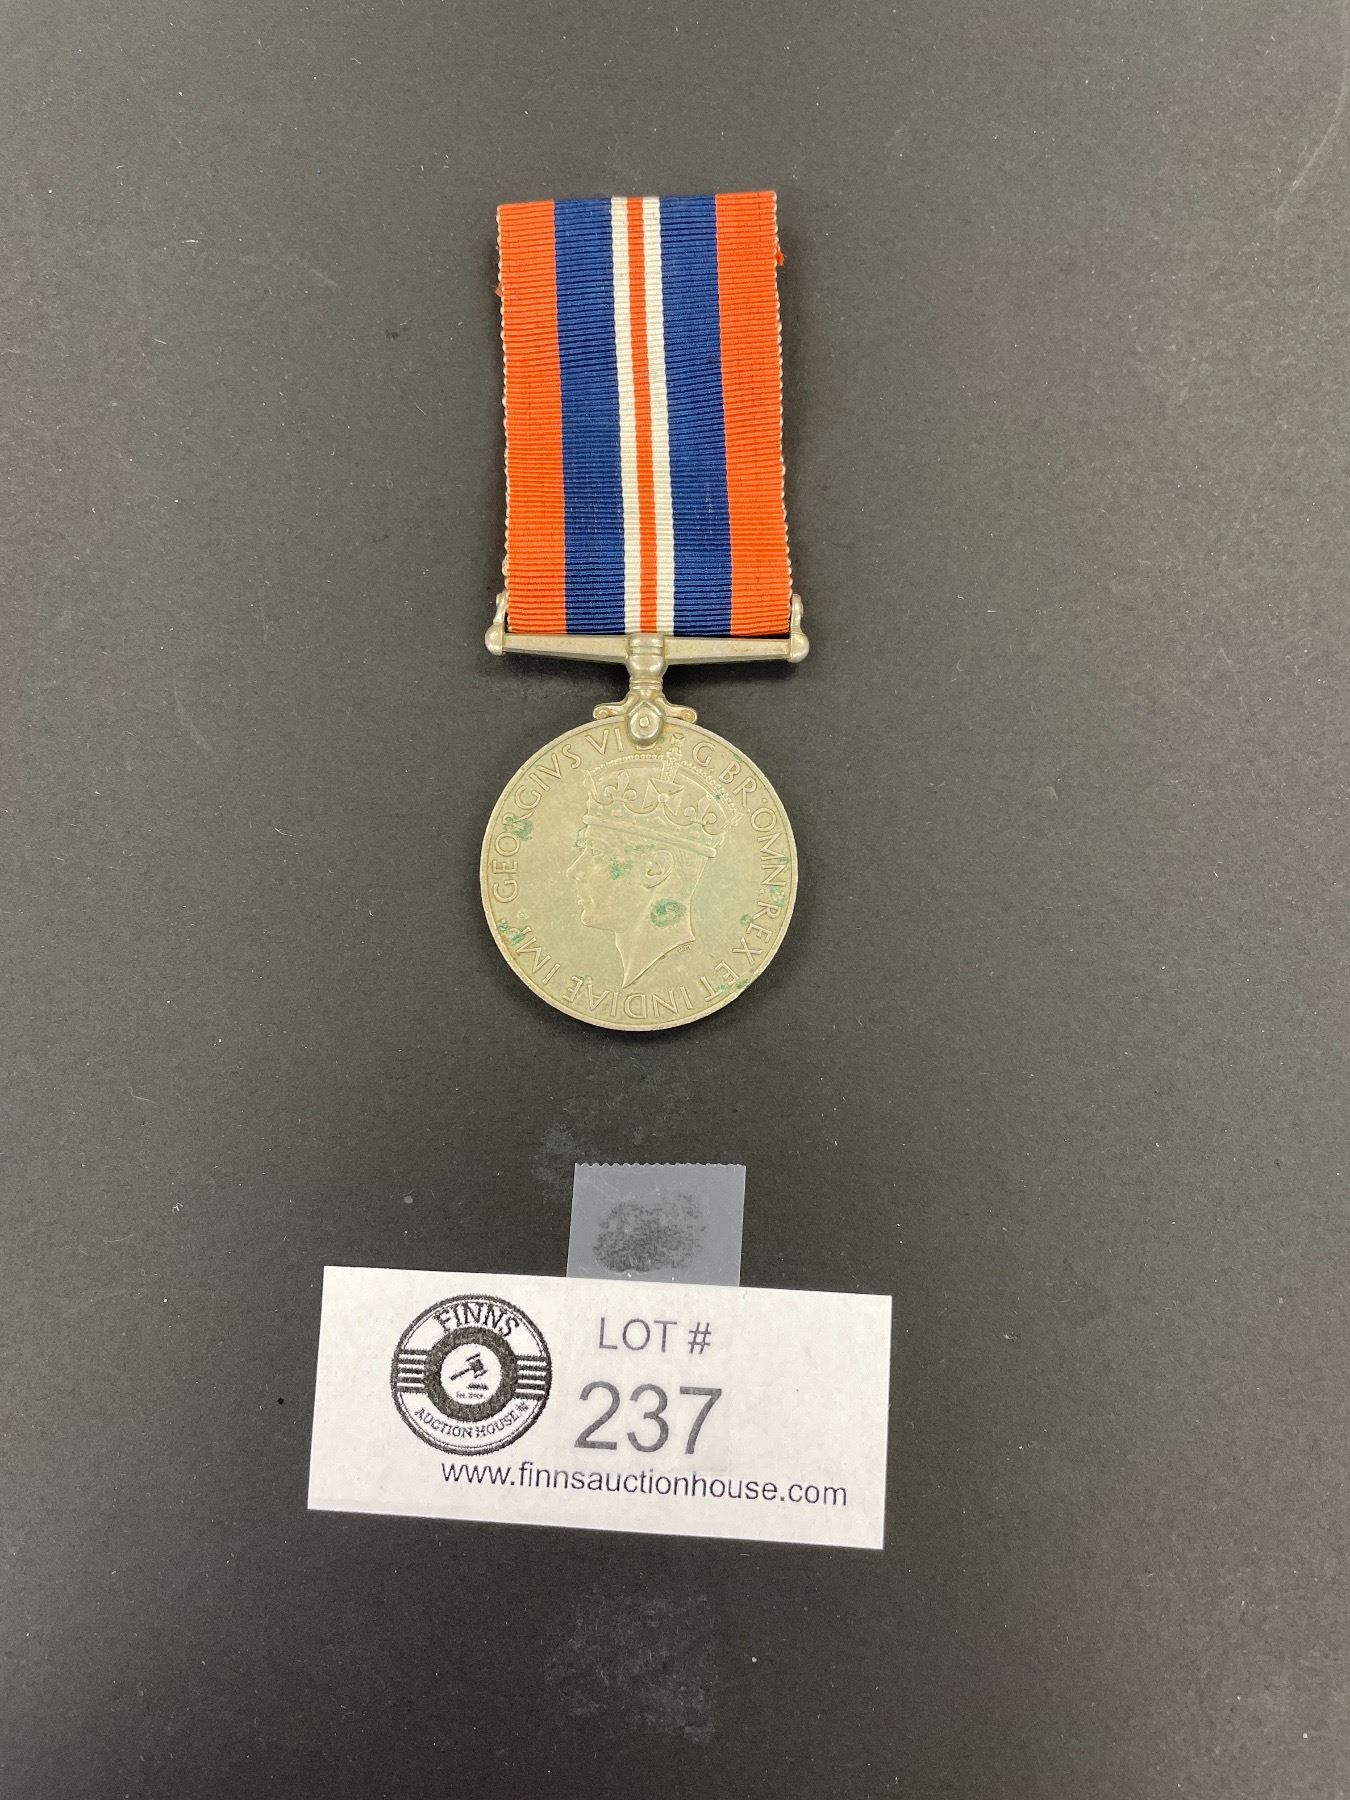 GEORGIVS VI D: G. BR: OMN: REX ET INDIAE IMP.
FINNS
AUCTION HOUSE
LOT #
237
www.finnsauctionhouse.com